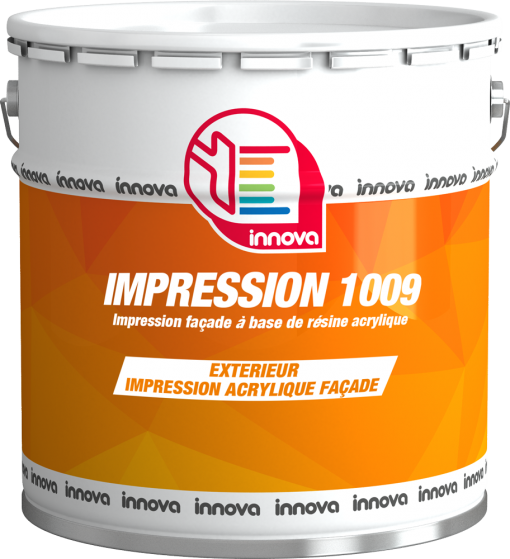 innova innova innova innova innova innova
innova
IMPRESSION 1009
Impression façade à base de résine acrylique
EXTERIEUR
IMPRESSION ACRYLIQUE FAÇADE
innova innova innova innova innova innova innova innova